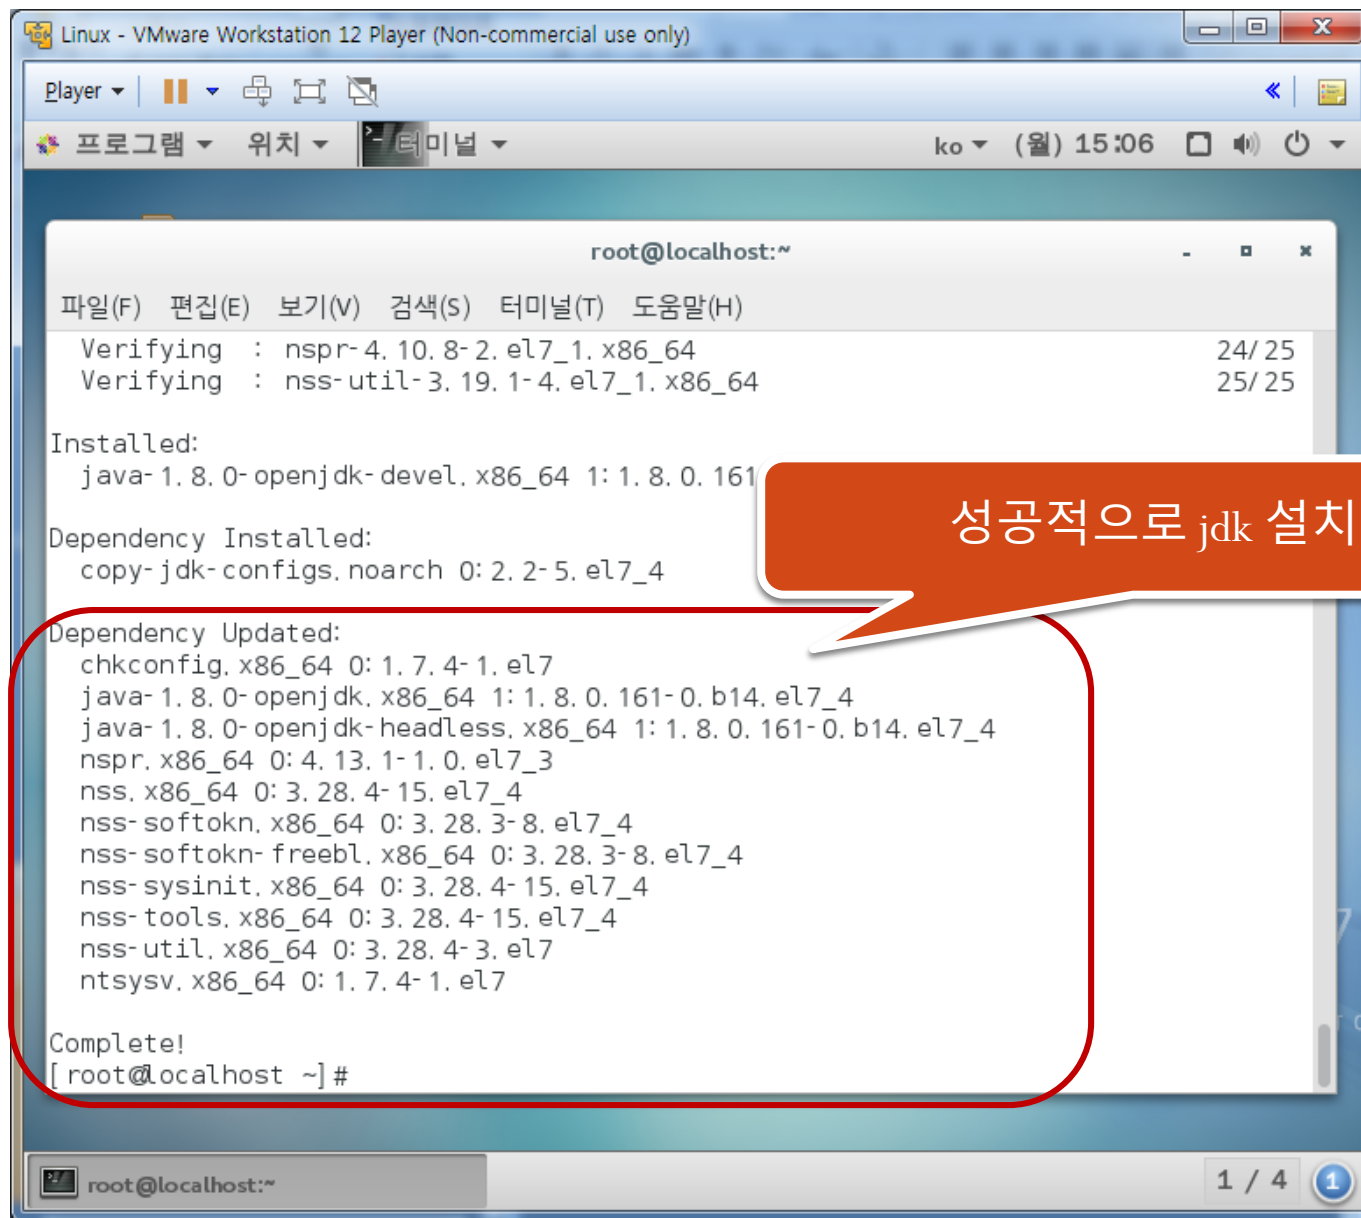 Linux - VMware Workstation 12 Player (Non-commercial use only)
Player
프로그램 위치 터미널 ko (월) 15:06
root@localhost:~
파일(F) 편집(E) 보기(V) 검색(S) 터미널(T) 도움말(H)
Verifying : nspr-4.10.8-2.el7_1.x86_64 24/25
Verifying : nss-util-3.19.1-4.el7_1.x86_64 25/25
Installed:
java-1.8.0-openjdk-devel.x86_64 1:1.8.0.161
성공적으로 jdk 설치
Dependency Installed:
copy-jdk-configs.noarch 0:2.2-5.el7_4
Dependency Updated:
chkconfig.x86_64 0:1.7.4-1.el7
java-1.8.0-openjdk.x86_64 1:1.8.0.161-0.b14.el7_4
java-1.8.0-openjdk-headless.x86_64 1:1.8.0.161-0.b14.el7_4
nspr.x86_64 0:4.13.1-1.0.el7_3
nss.x86_64 0:3.28.4-15.el7_4
nss-softokn.x86_64 0:3.28.3-8.el7_4
nss-softokn-freebl.x86_64 0:3.28.3-8.el7_4
nss-sysinit.x86_64 0:3.28.4-15.el7_4
nss-tools.x86_64 0:3.28.4-15.el7_4
nss-util.x86_64 0:3.28.4-3.el7
ntsysv.x86_64 0:1.7.4-1.el7
Complete!
[root@localhost ~]#
root@localhost:~ 1 / 4 1